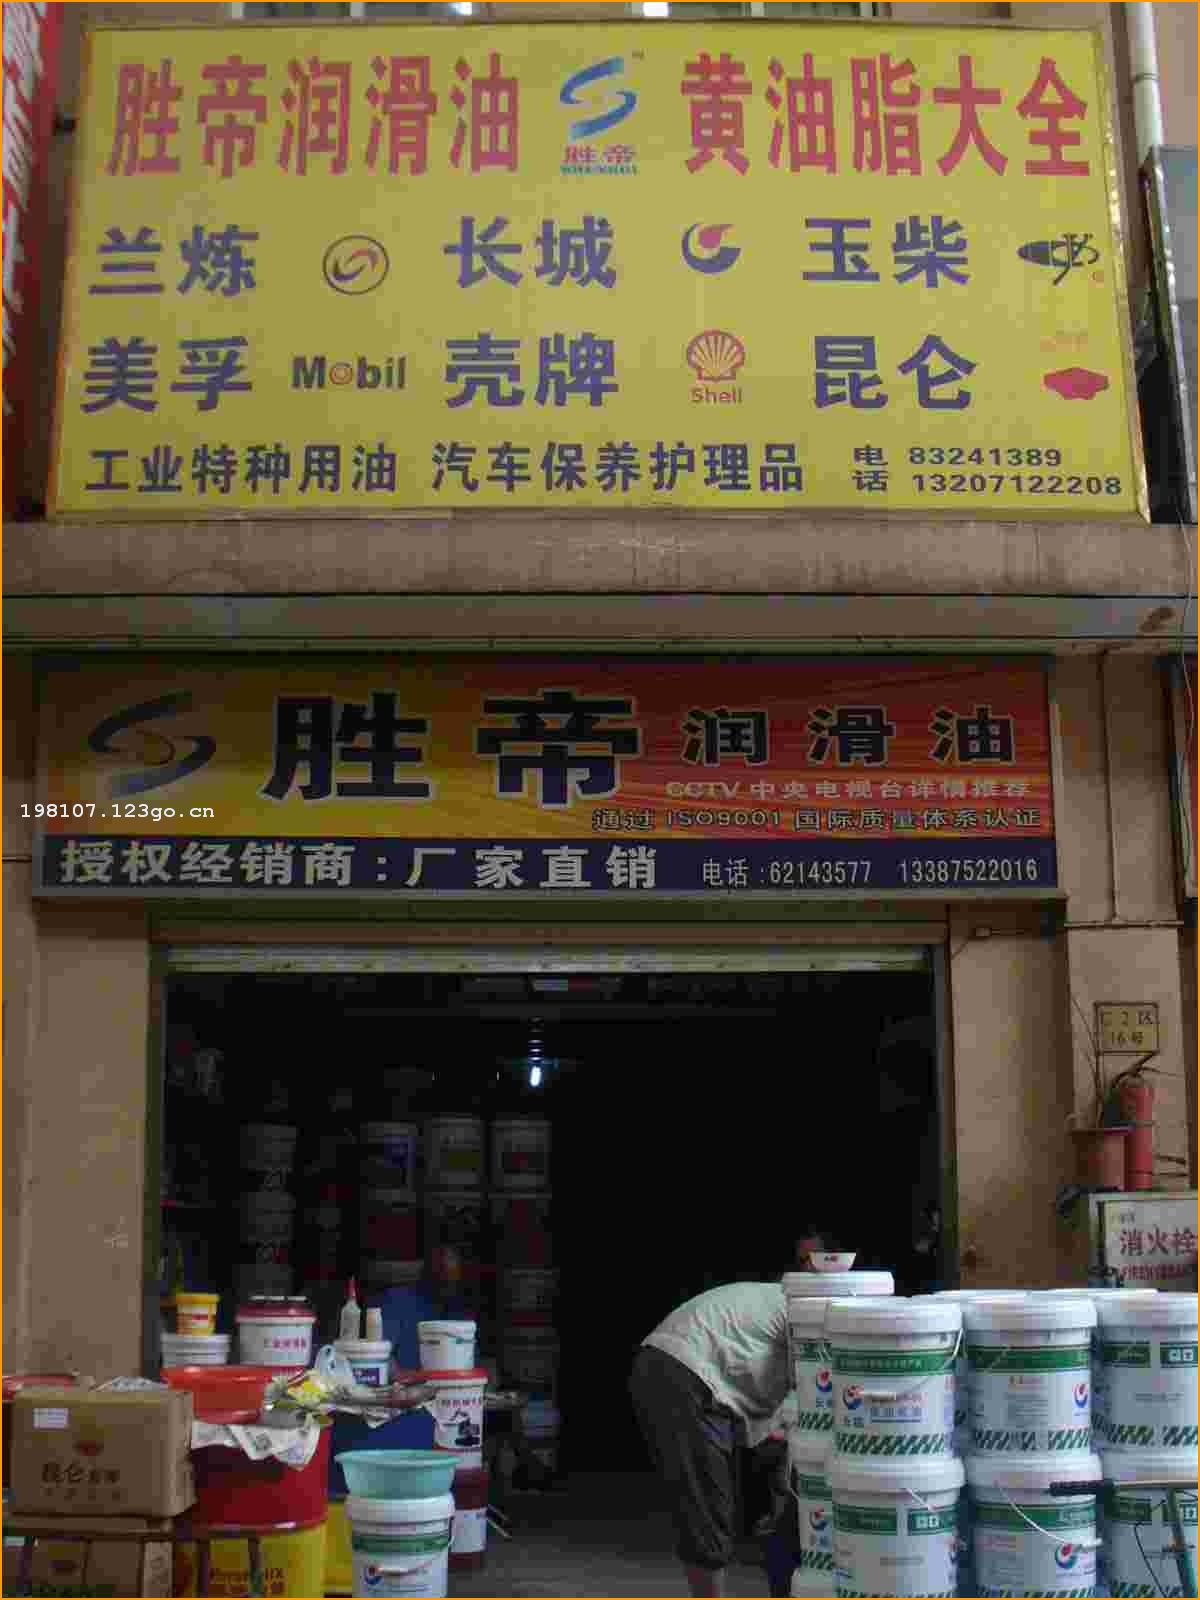 胜帝润滑油 胜帝 黄油脂大全
兰炼 长城 玉柴
美孚 Mobil 壳牌 Shell 昆仑
工业特种用油 汽车保养护理品 电话 83241389
13207122208
胜帝 润滑油
CCTV 中央电视台详情推荐
198107.123go.cn
通过 ISO9001 国际质量体系认证
授权经销商:厂家直销 电话:62143577 13387522016
2 区
16号
消火栓
昆仑
长城